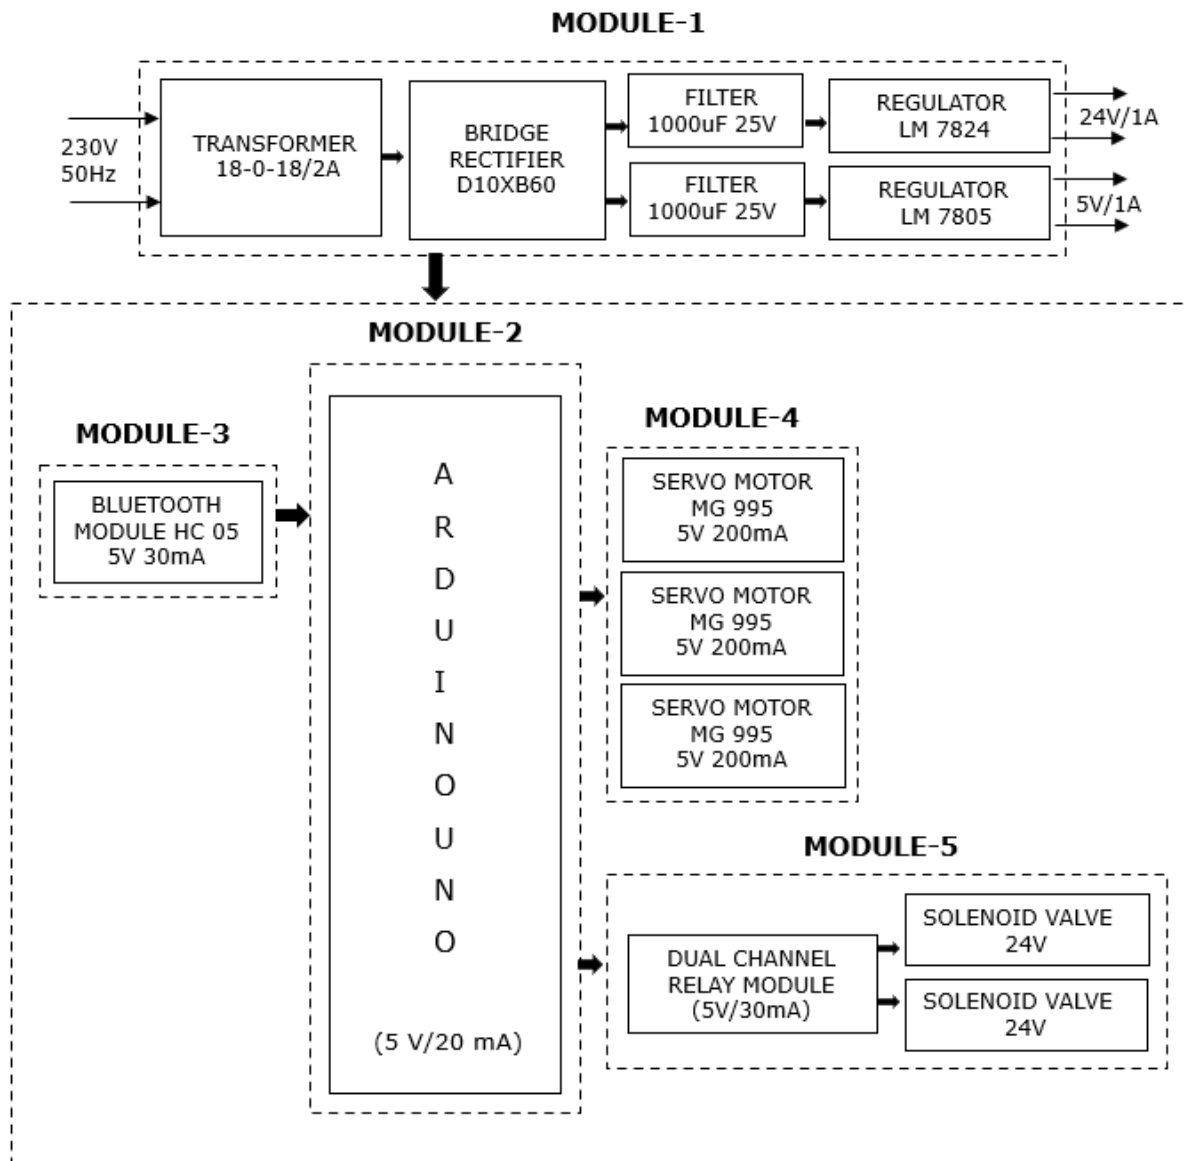 MODULE-1
230V
50Hz
TRANSFORMER
18-0-18/2A
BRIDGE
RECTIFIER
D10XB60
FILTER
1000uF 25V
REGULATOR
LM 7824
24V/1A
FILTER
1000uF 25V
REGULATOR
LM 7805
5V/1A
MODULE-2
A
R
D
U
I
N
O
U
N
O
(5 V/20 mA)
MODULE-3
BLUETOOTH
MODULE HC 05
5V 30mA
MODULE-4
SERVO MOTOR
MG 995
5V 200mA
SERVO MOTOR
MG 995
5V 200mA
SERVO MOTOR
MG 995
5V 200mA
MODULE-5
DUAL CHANNEL
RELAY MODULE
(5V/30mA)
SOLENOID VALVE
24V
SOLENOID VALVE
24V